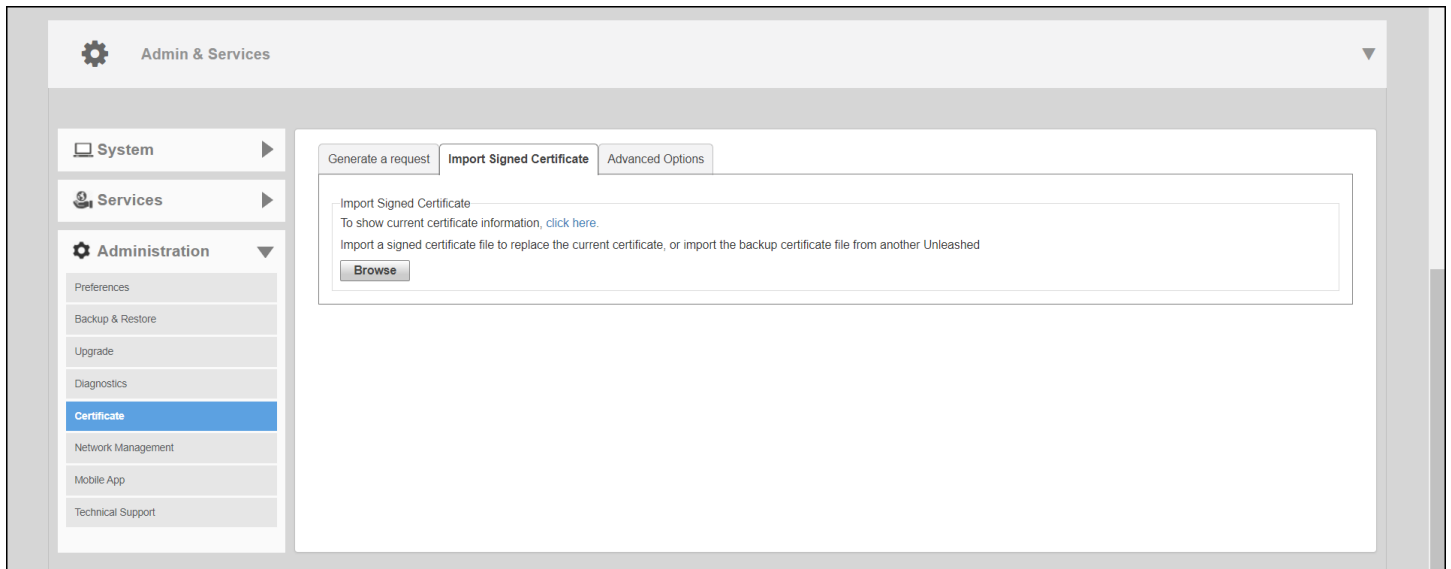 Admin & Services
System
Services
Administration
Preferences
Backup & Restore
Upgrade
Diagnostics
Certificate
Network Management
Mobile App
Technical Support
Generate a request Import Signed Certificate Advanced Options
Import Signed Certificate
To show current certificate information, click here.
Import a signed certificate file to replace the current certificate, or import the backup certificate file from another Unleashed
Browse